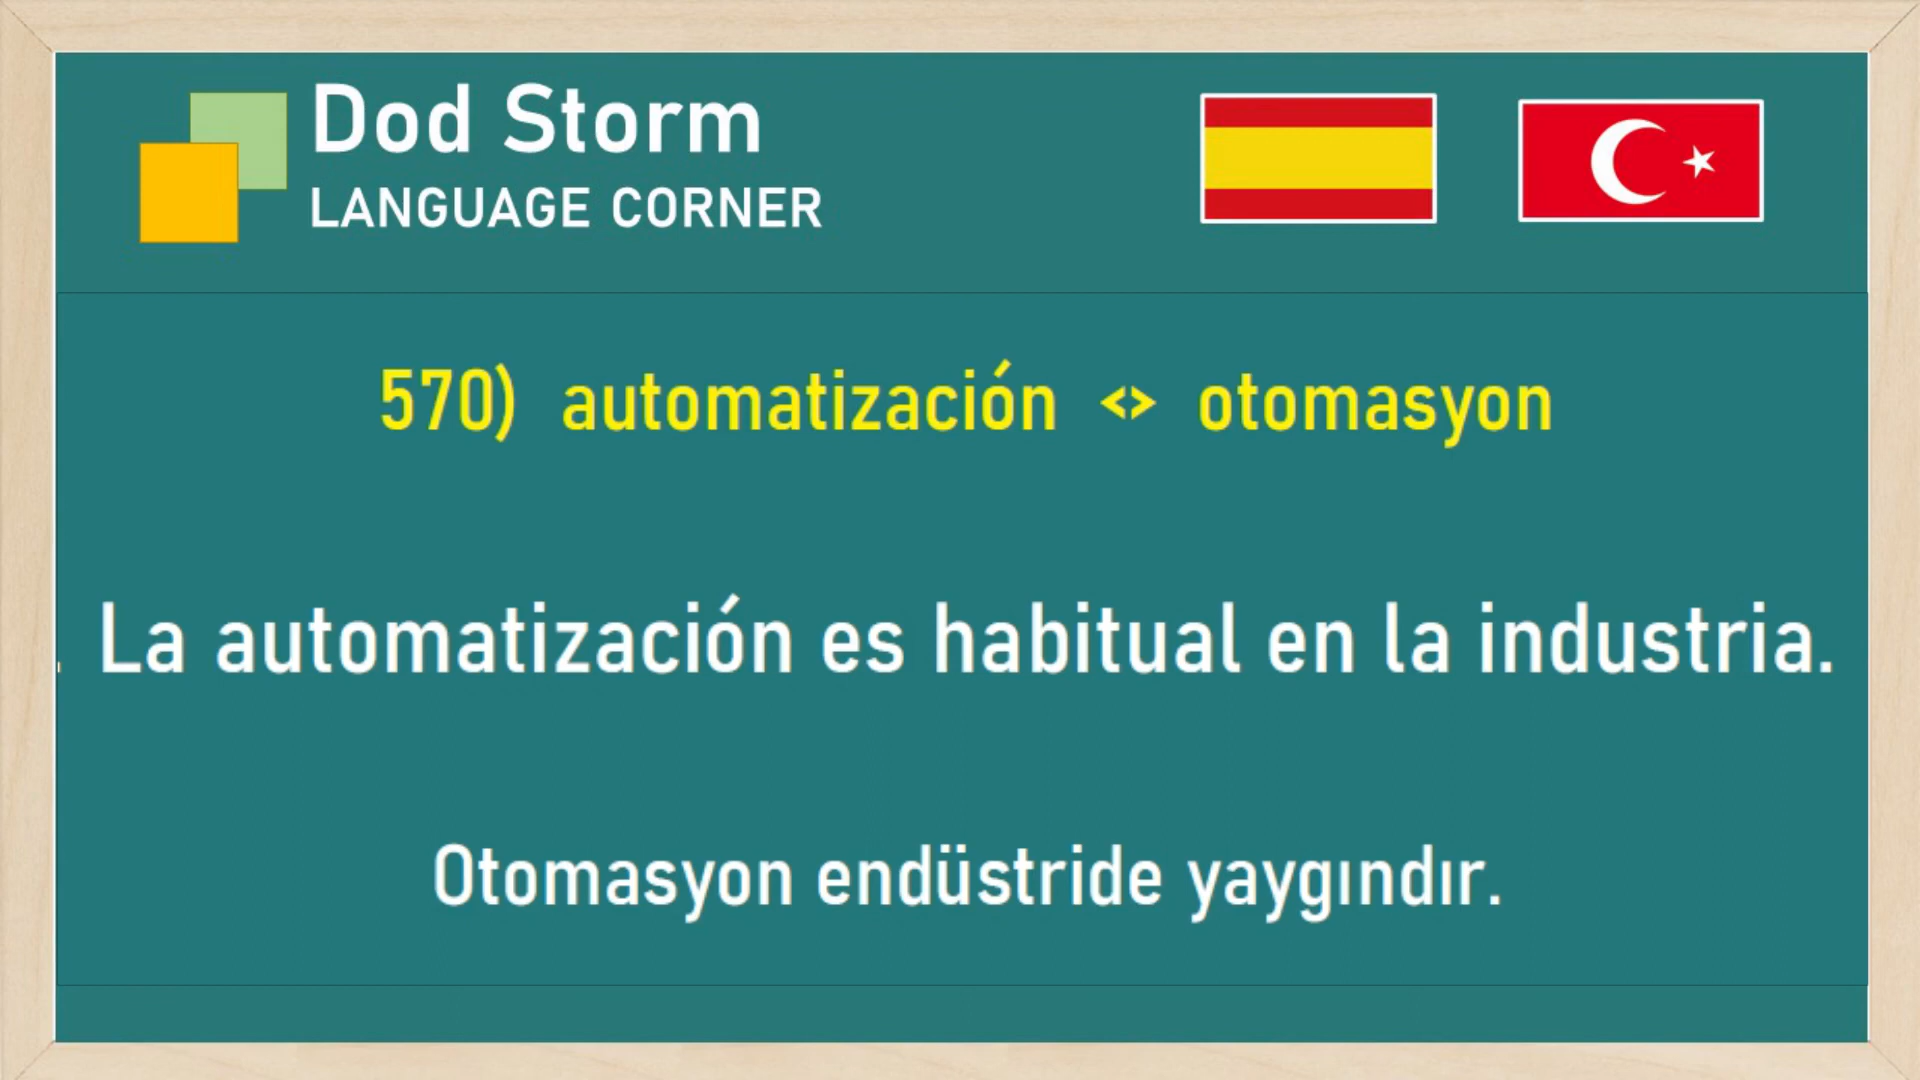 Dod Storm
LANGUAGE CORNER
570) automatización <> otomasyon
. La automatización es habitual en la industria.
Otomasyon endüstride yaygındır.